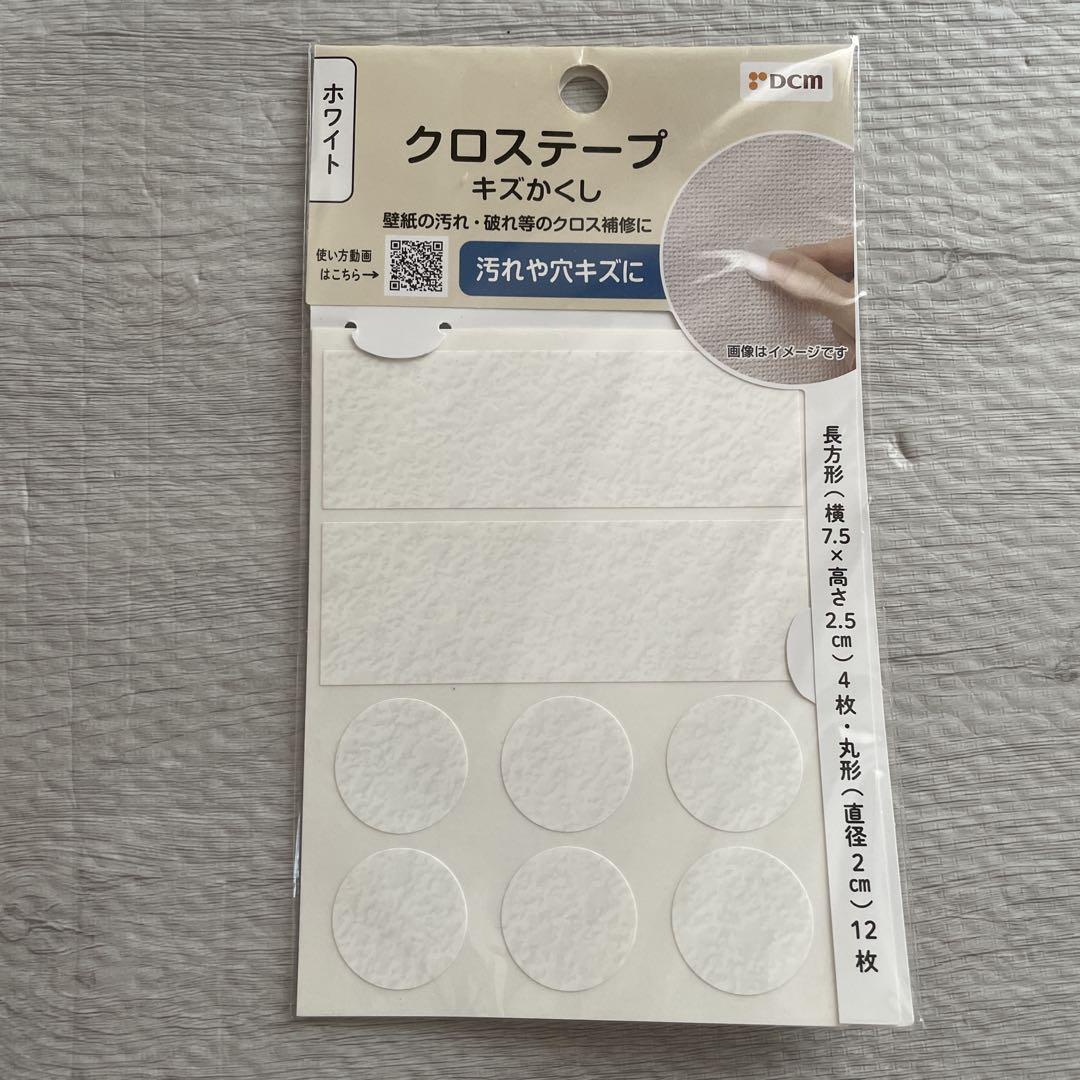 ホワイト
DCM
クロステープ
キズかくし
壁紙の汚れ・破れ等のクロス補修に
使い方動画
はこちら→
汚れや穴キズに
画像はイメージです
長方形(横7.5×高さ2.5㎝)4枚・丸形(直径2㎝)12枚